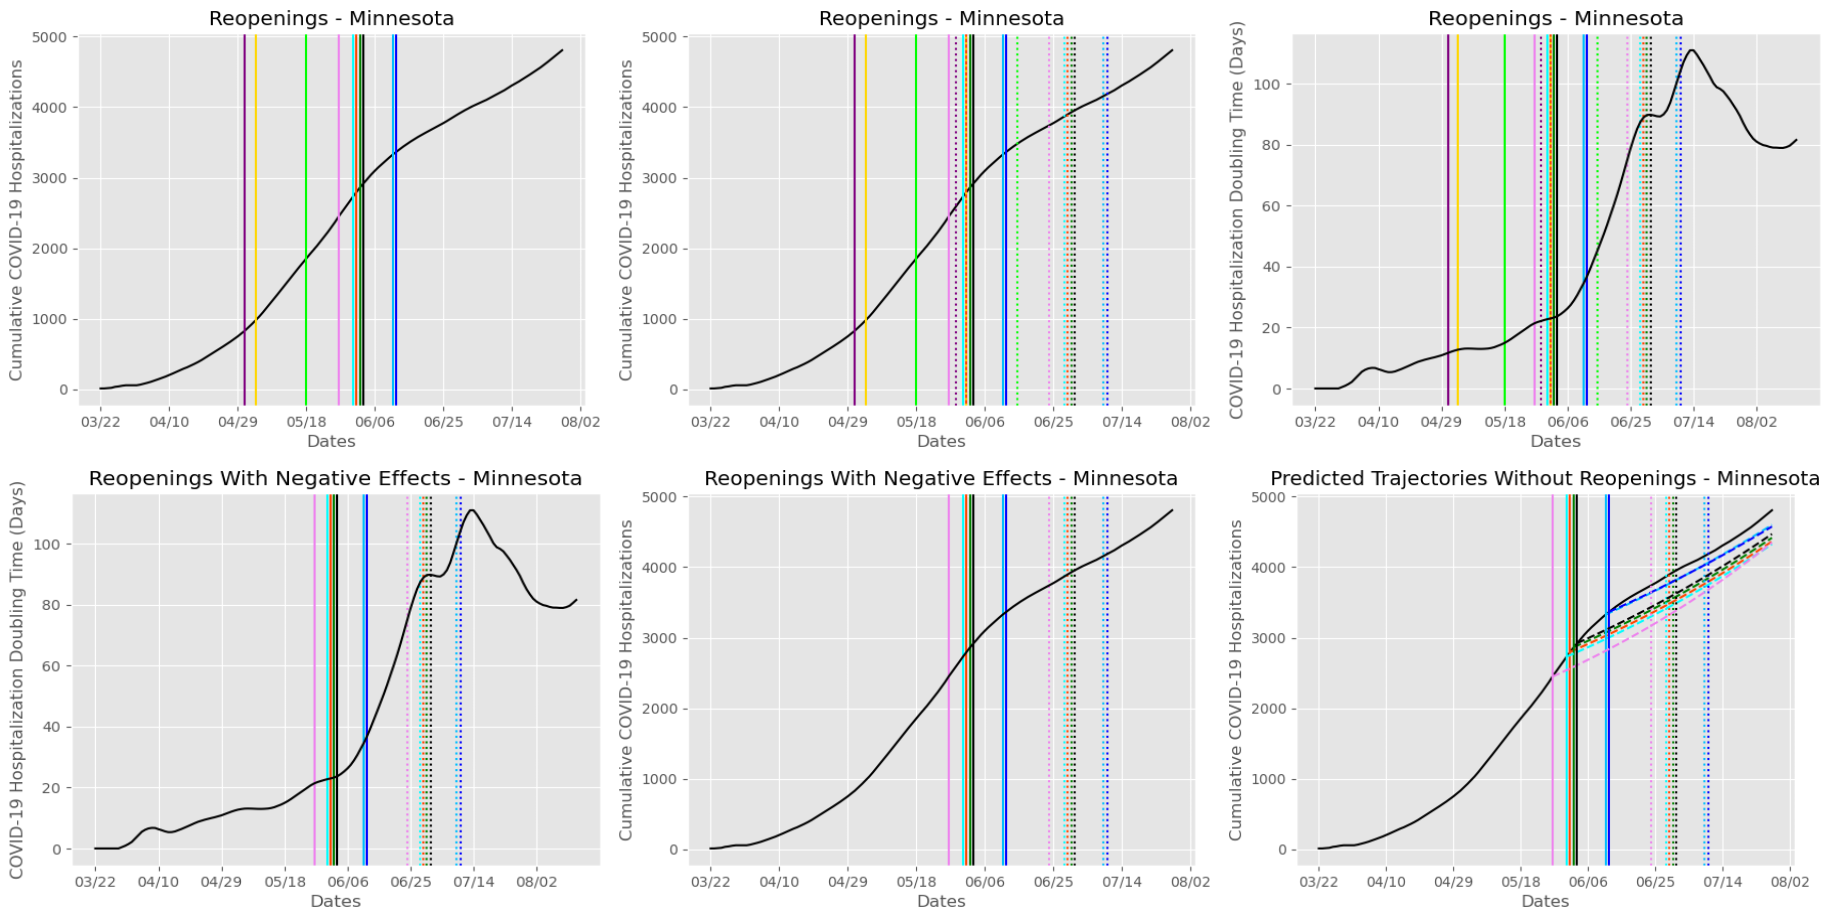 Reopenings - Minnesota
Cumulative COVID-19 Hospitalizations
5000
4000
3000
2000
1000
0
03/22 04/10 04/29 05/18 06/06 06/25 07/14 08/02
Dates
Reopenings - Minnesota
Cumulative COVID-19 Hospitalizations
5000
4000
3000
2000
1000
0
03/22 04/10 04/29 05/18 06/06 06/25 07/14 08/02
Dates
Reopenings - Minnesota
COVID-19 Hospitalization Doubling Time (Days)
100
80
60
40
20
0
03/22 04/10 04/29 05/18 06/06 06/25 07/14 08/02
Dates
Reopenings With Negative Effects - Minnesota
COVID-19 Hospitalization Doubling Time (Days)
100
80
60
40
20
0
03/22 04/10 04/29 05/18 06/06 06/25 07/14 08/02
Dates
Reopenings With Negative Effects - Minnesota
Cumulative COVID-19 Hospitalizations
5000
4000
3000
2000
1000
0
03/22 04/10 04/29 05/18 06/06 06/25 07/14 08/02
Dates
Predicted Trajectories Without Reopenings - Minnesota
Cumulative COVID-19 Hospitalizations
5000
4000
3000
2000
1000
0
03/22 04/10 04/29 05/18 06/06 06/25 07/14 08/02
Dates